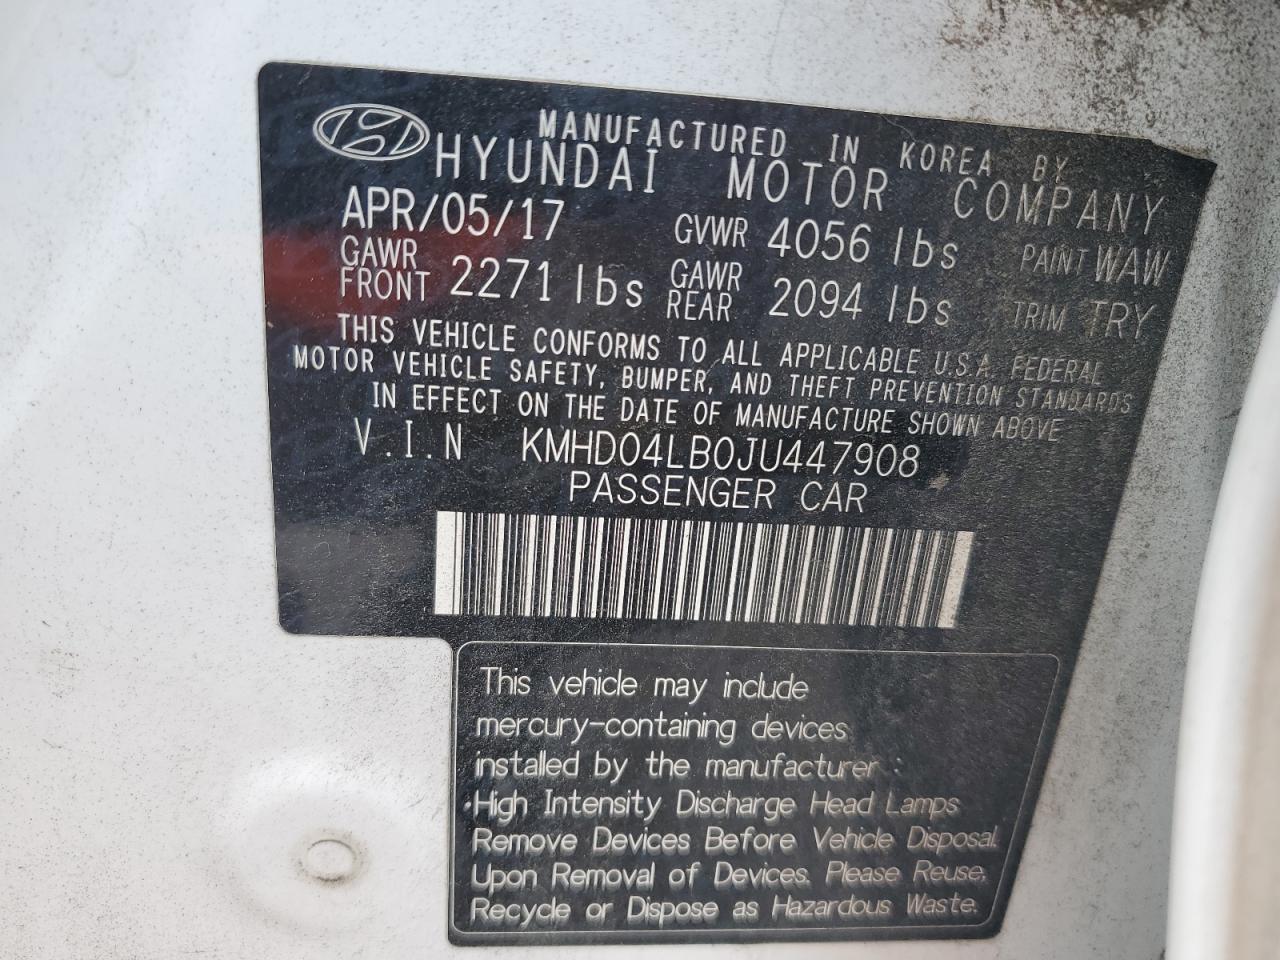 MANUFACTURED IN KOREA BY
HYUNDAI MOTOR COMPANY
APR/05/17 GVWR 4056 lbs PAINT WAW
GAWR FRONT 2271 lbs GAWR REAR 2094 lbs TRIM TRY
THIS VEHICLE CONFORMS TO ALL APPLICABLE U.S.A. FEDERAL
MOTOR VEHICLE SAFETY, BUMPER, AND THEFT PREVENTION STANDARDS
IN EFFECT ON THE DATE OF MANUFACTURE SHOWN ABOVE
V.I.N KMHD04LB0JU447908
PASSENGER CAR
This vehicle may include
mercury-containing devices
installed by the manufacturer :
·High Intensity Discharge Head Lamps
Remove Devices Before Vehicle Disposal.
Upon Removal of Devices. Please Reuse,
Recycle or Dispose as Hazardous Waste.